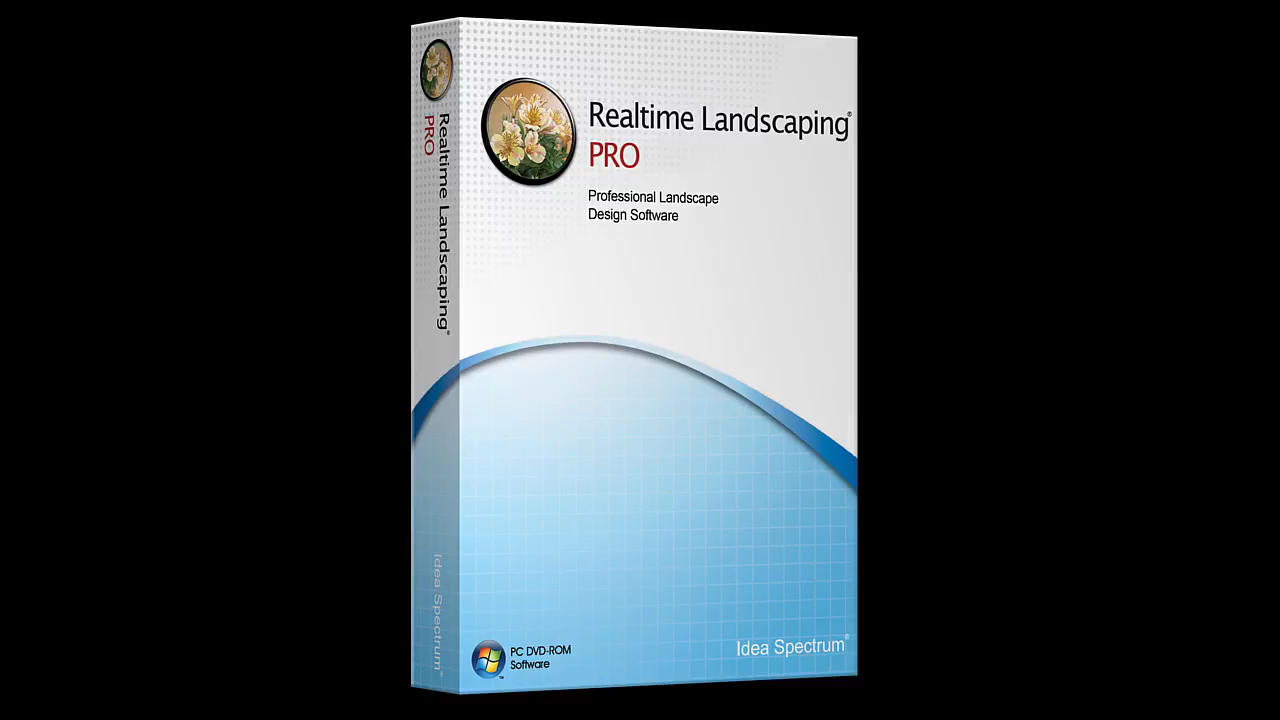 Realtime Landscaping®
PRO
Professional Landscape
Design Software
PC DVD-ROM
Software
Idea Spectrum®
Realtime Landscaping®
PRO
Idea Spectrum®